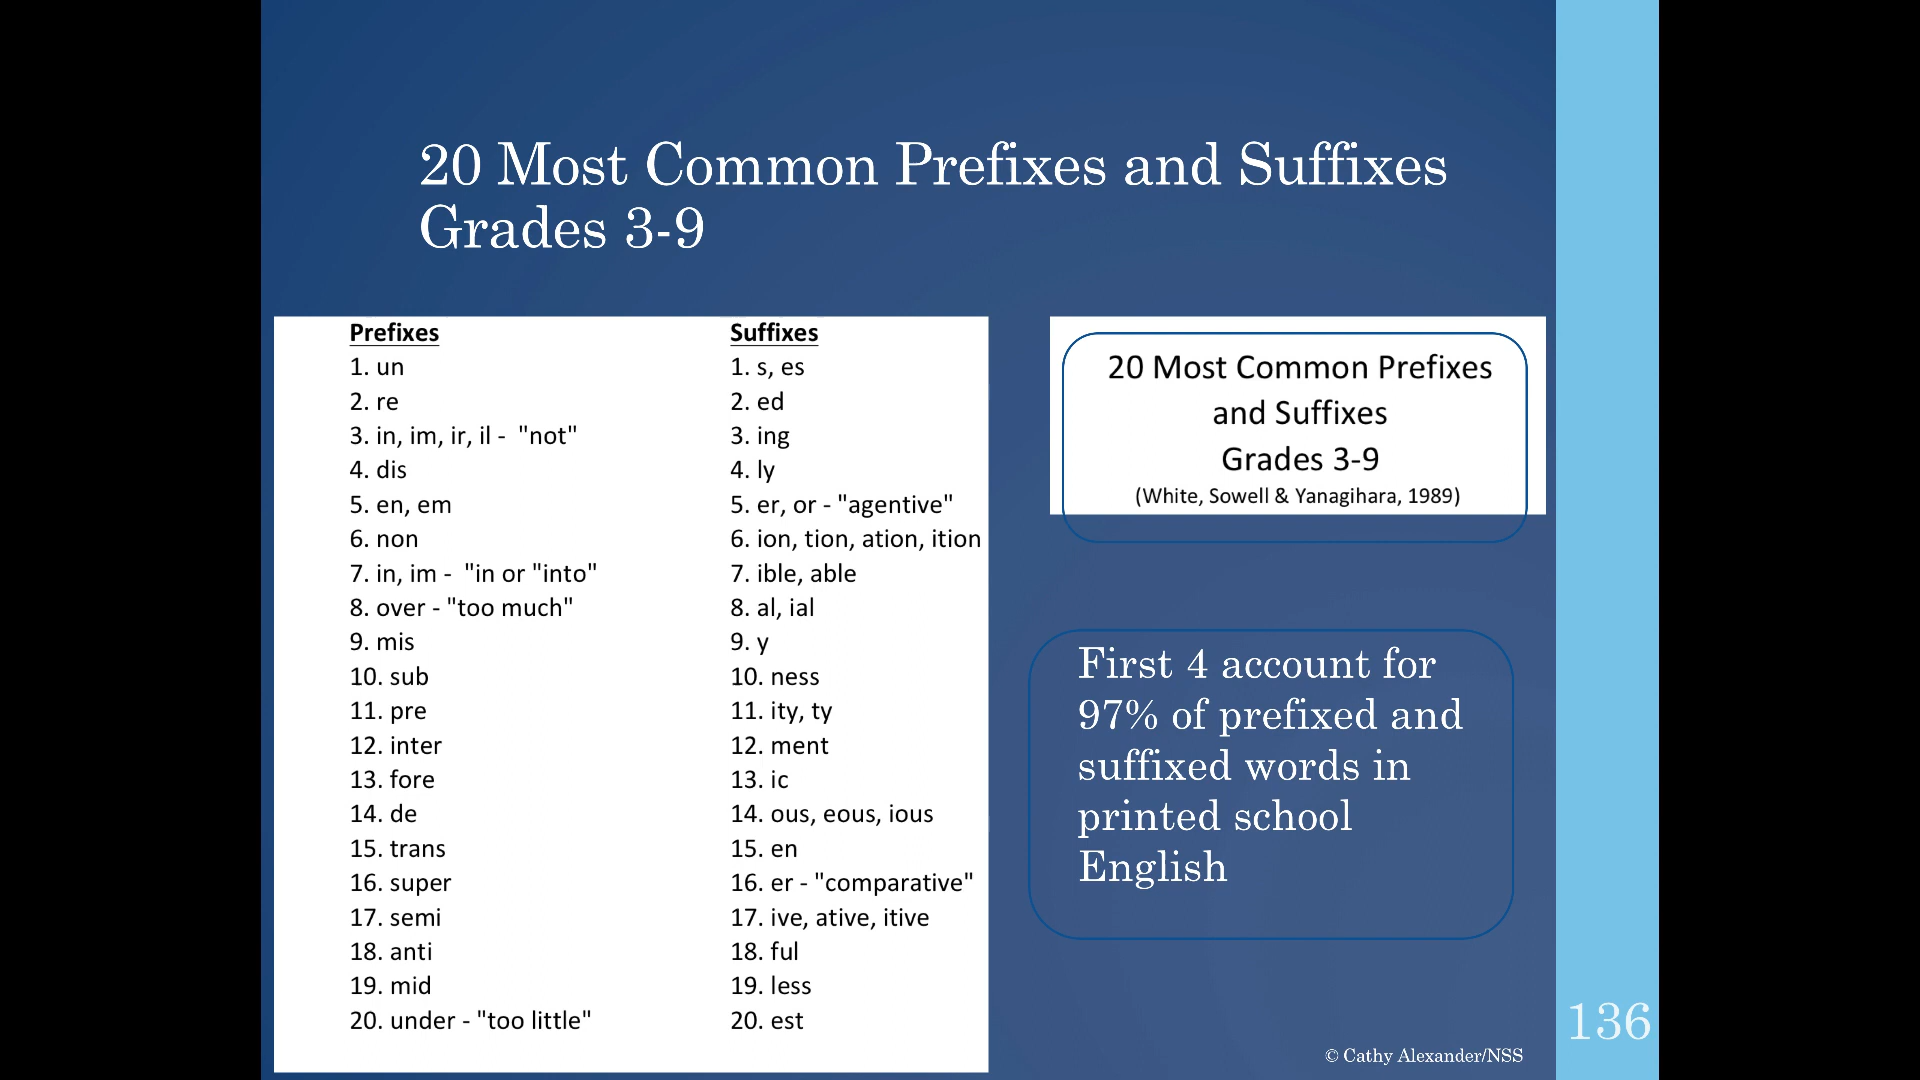 20 Most Common Prefixes and Suffixes
Grades 3-9
Prefixes
1. un
2. re
3. in, im, ir, il -  "not"
4. dis
5. en, em
6. non
7. in, im -  "in or "into"
8. over - "too much"
9. mis
10. sub
11. pre
12. inter
13. fore
14. de
15. trans
16. super
17. semi
18. anti
19. mid
20. under - "too little"
Suffixes
1. s, es
2. ed
3. ing
4. ly
5. er, or - "agentive"
6. ion, tion, ation, ition
7. ible, able
8. al, ial
9. y
10. ness
11. ity, ty
12. ment
13. ic
14. ous, eous, ious
15. en
16. er - "comparative"
17. ive, ative, itive
18. ful
19. less
20. est
20 Most Common Prefixes
and Suffixes
Grades 3-9
(White, Sowell & Yanagihara, 1989)
First 4 account for
97% of prefixed and
suffixed words in
printed school
English
136
© Cathy Alexander/NSS